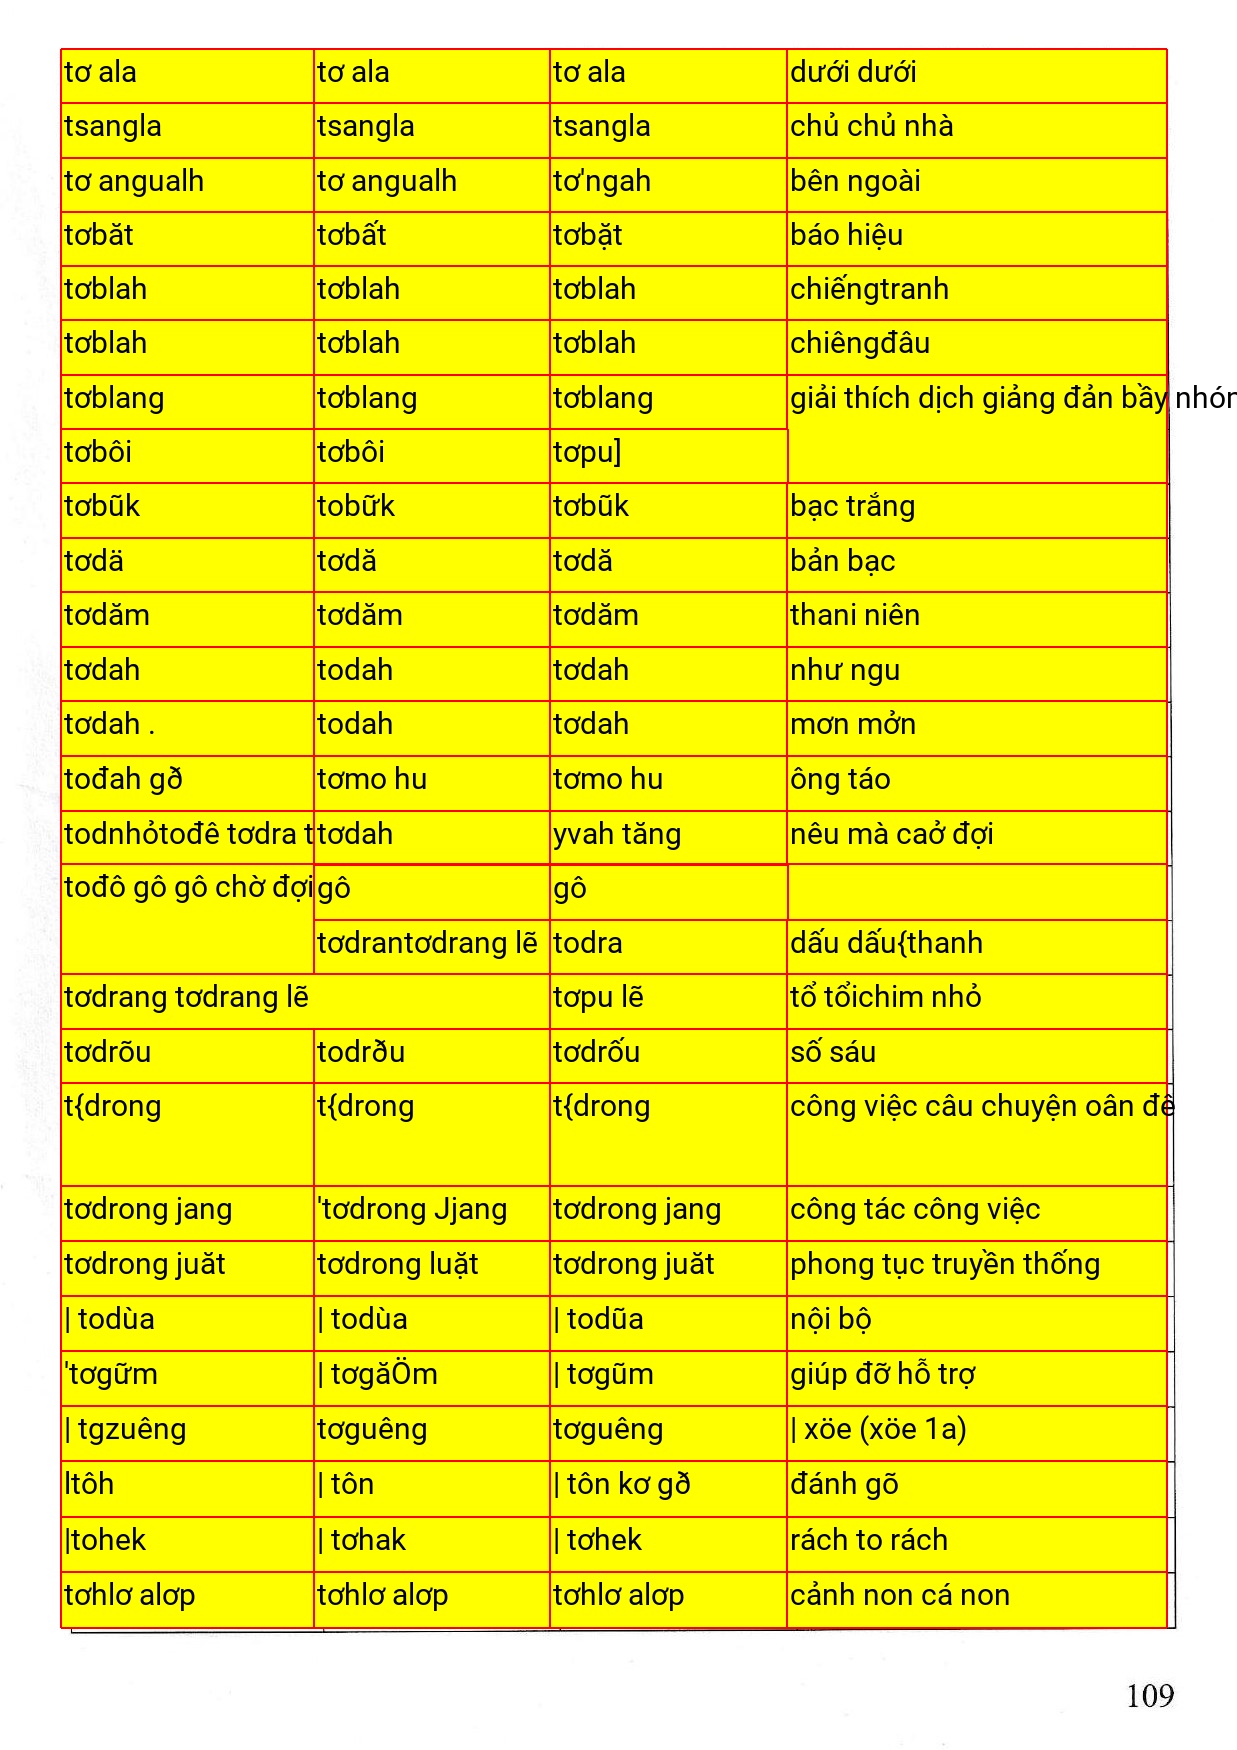 tơ ala tơ ala tơ ala dưới dưới
tsangla tsangla tsangla chủ chủ nhà
tơ angualh tơ angualh tơ'ngah bên ngoài
tơbăt tơbất tơbặt báo hiệu
tơblah tơblah tơblah chiếngtranh
tơblah tơblah tơblah chiêngđâu
tơblang tơblang tơblang giải thích dịch giảng đản bầy
tơbôi tơbôi tơpu]
tơbũk tobữk tơbũk bạc trắng
tơdä tơdă tơdă bản bạc
tơdăm tơdăm tơdăm thani niên
tơdah todah tơdah như ngu
tơdah . todah tơdah mơn mởn
tođah gð tơmo hu tơmo hu ông táo
todnhỏtođê tơdra t tơdah yvah tăng nêu mà caở đợi
tođô gô gô chờ đợi gô gô
tơdrantơdrang lẽ todra dấu dấu{thanh
tơdrang tơdrang lẽ tơpu lẽ tổ tổichim nhỏ
tơdrõu todrðu tơdrốu số sáu
t{drong t{drong t{drong công việc câu chuyện oân đê
tơdrong jang 'tơdrong Jjang tơdrong jang công tác công việc
tơdrong juăt tơdrong luặt tơdrong juăt phong tục truyền thống
| todùa | todùa | todũa nội bộ
'tơgữm | tơgăÖm | tơgũm giúp đỡ hỗ trợ
| tgzuêng tơguêng tơguêng | xöe (xöe 1a)
ltôh | tôn | tôn kơ gð đánh gõ
|tohek | tơhak | tơhek rách to rách
tơhlơ alơp tơhlơ alơp tơhlơ alơp cảnh non cá non
109